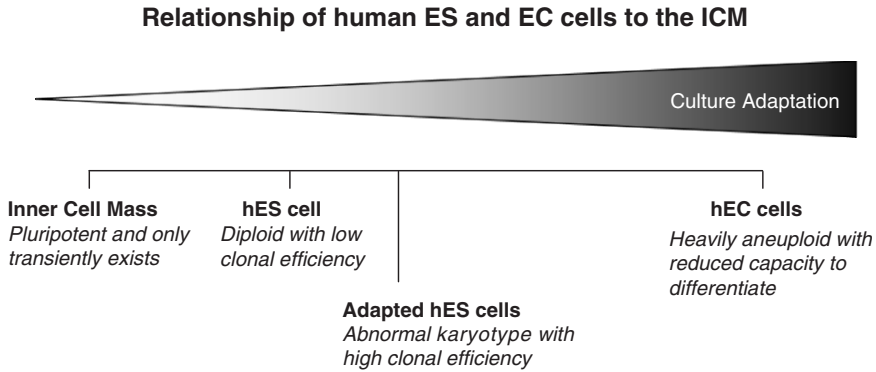 Relationship of human ES and EC cells to the ICM
Culture Adaptation
Inner Cell Mass
Pluripotent and only
transiently exists
hES cell
Diploid with low
clonal efficiency
Adapted hES cells
Abnormal karyotype with
high clonal efficiency
hEC cells
Heavily aneuploid with
reduced capacity to
differentiate